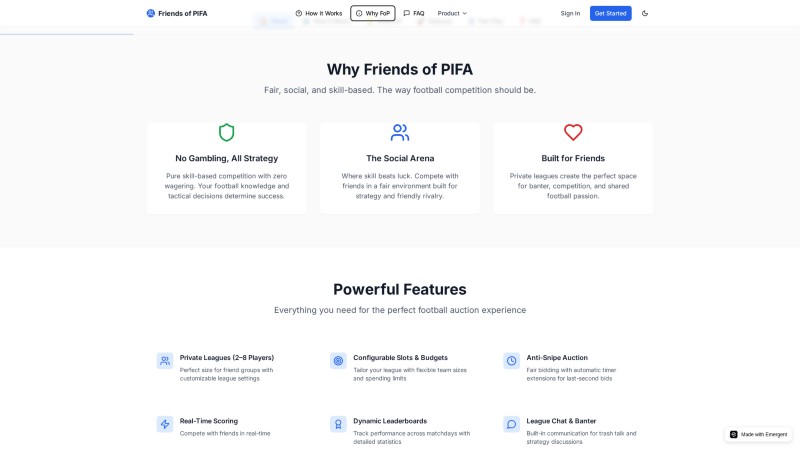 Friends of PIFA
How It Works
Why FoP
FAQ
Product
Sign In
Get Started
Why Friends of PIFA
Fair, social, and skill-based. The way football competition should be.
No Gambling, All Strategy
Pure skill-based competition with zero
wagering. Your football knowledge and
tactical decisions determine success.
The Social Arena
Where skill beats luck. Compete with
friends in a fair environment built for
strategy and friendly rivalry.
Built for Friends
Private leagues create the perfect space
for banter, competition, and shared
football passion.
Powerful Features
Everything you need for the perfect football auction experience
Private Leagues (2–8 Players)
Perfect size for friend groups with
customizable league settings
Configurable Slots & Budgets
Tailor your league with flexible team sizes
and spending limits
Anti-Snipe Auction
Fair bidding with automatic timer
extensions for last-second bids
Real-Time Scoring
Compete with friends in real-time
Dynamic Leaderboards
Track performance across matchdays with
detailed statistics
League Chat & Banter
Built-in communication for trash talk and
strategy discussions
Made with Emergent